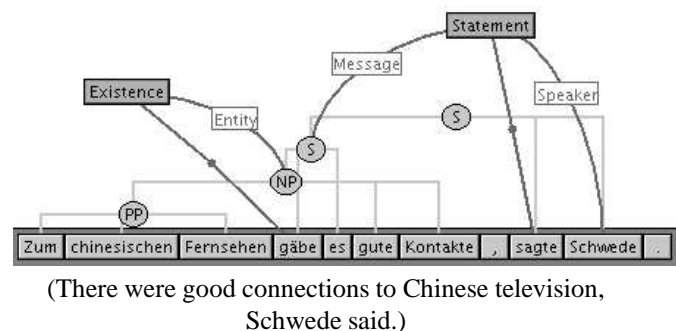 Statement
Message
Existence
Speaker
Entity
S
S
NP
PP
Zum chinesischen Fernsehen gäbe es gute Kontakte , sagte Schwede .
(There were good connections to Chinese television,
Schwede said.)